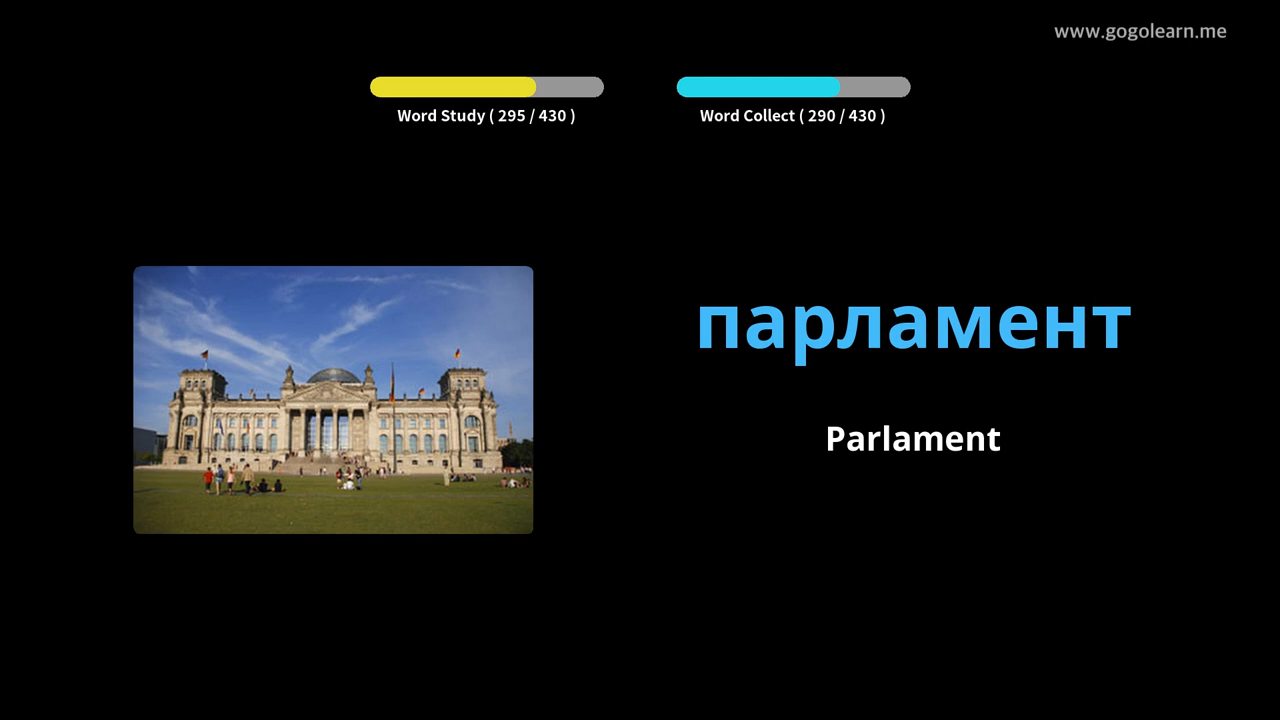 www.gogolearn.me
Word Study ( 295 / 430 )
Word Collect ( 290 / 430 )
парламент
Parlament